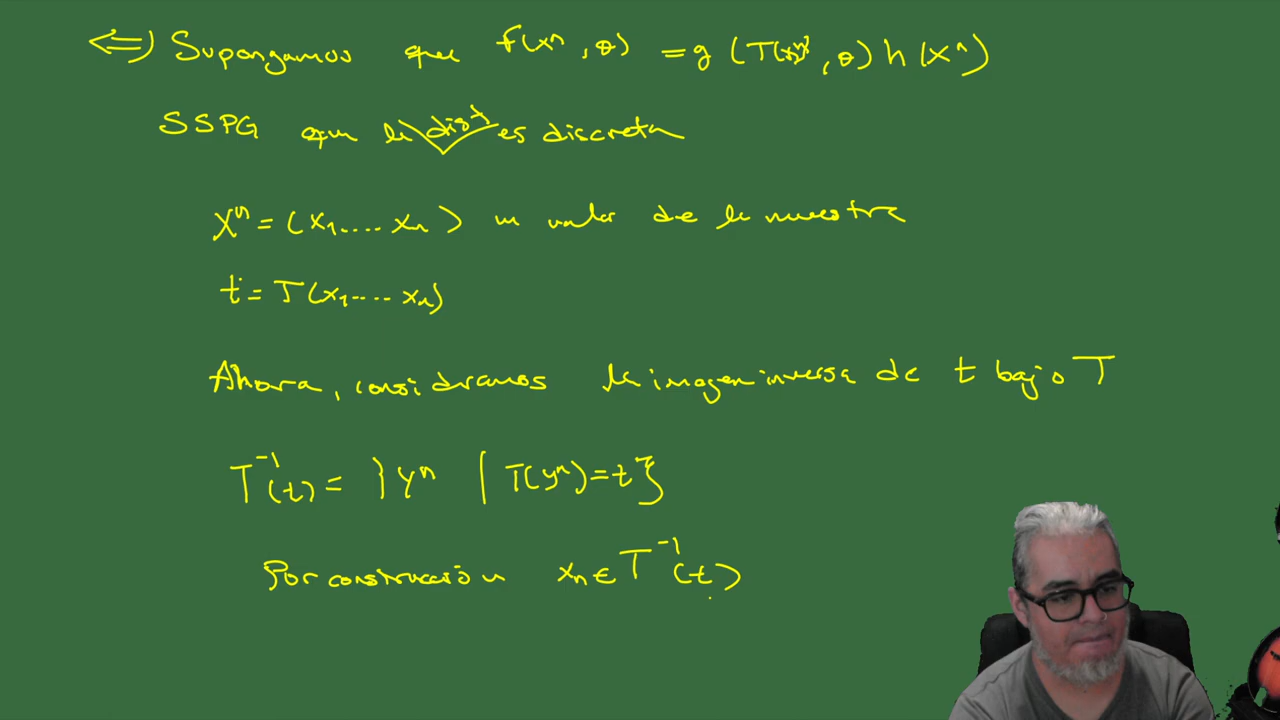 ⇐) Supongamos que f(xⁿ, θ) = g(T(xⁿ), θ) h(xⁿ)
SSPG que la dist es discreta
xⁿ = (x₁....xₙ) un valor de la muestra
t = T(x₁....xₙ)
Ahora, consideramos la imagen inversa de t bajo T
T⁻¹(t) = {yⁿ | T(yⁿ) = t}
Por construcción xₙ ∈ T⁻¹(t)